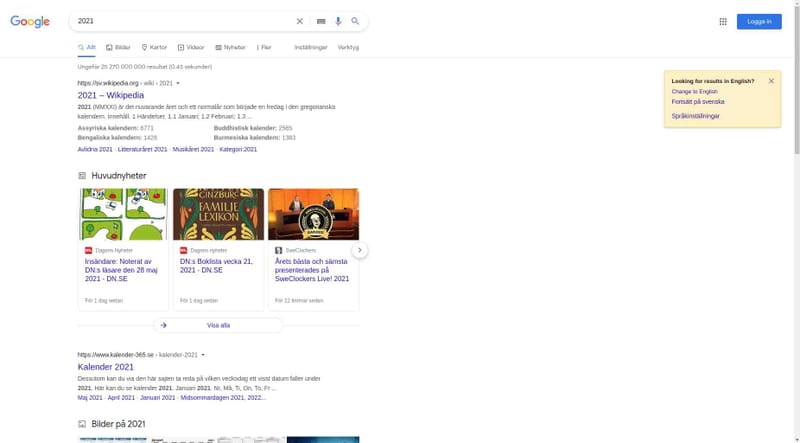 Google
2021
Logga in
Allt
Bilder
Kartor
Videor
Nyheter
Fler
Inställningar
Verktyg
Ungefär 25 270 000 000 resultat (0,45 sekunder)
https://sv.wikipedia.org › wiki › 2021
2021 – Wikipedia
2021 (MMXXI) är det nuvarande året och ett normalår som började en fredag i den gregorianska
kalendern. Innehåll. 1 Händelser. 1.1 Januari; 1.2 Februari; 1.3 ...
Assyriska kalendern: 6771
Buddhistisk kalender: 2565
Bengaliska kalendern: 1428
Burmesiska kalendern: 1383
Avlidna 2021 · Litteraturåret 2021 · Musikåret 2021 · Kategori:2021
Looking for results in English?
Change to English
Fortsätt på svenska
Språkinställningar
Huvudnyheter
GINZBURG
FAMILJE
LEXIKON
Dagens Nyheter
Insändare: Noterat av
DN:s läsare den 28 maj
2021 - DN.SE
För 1 dag sedan
Dagens nyheter
DN:s Boklista vecka 21,
2021 - DN.SE
För 1 dag sedan
SweClockers
Årets bästa och sämsta
presenterades på
SweClockers Live! 2021
För 22 timmar sedan
Visa alla
https://www.kalender-365.se › kalender-2021
Kalender 2021
Dessutom kan du via den här sajten ta reda på vilken veckodag ett visst datum faller under
2021. Här kan du se kalender 2021. Januari 2021. Nr, Må, Ti, On, To, Fr ...
Maj 2021 · April 2021 · Januari 2021 · Midsommardagen 2021, 2022...
Bilder på 2021